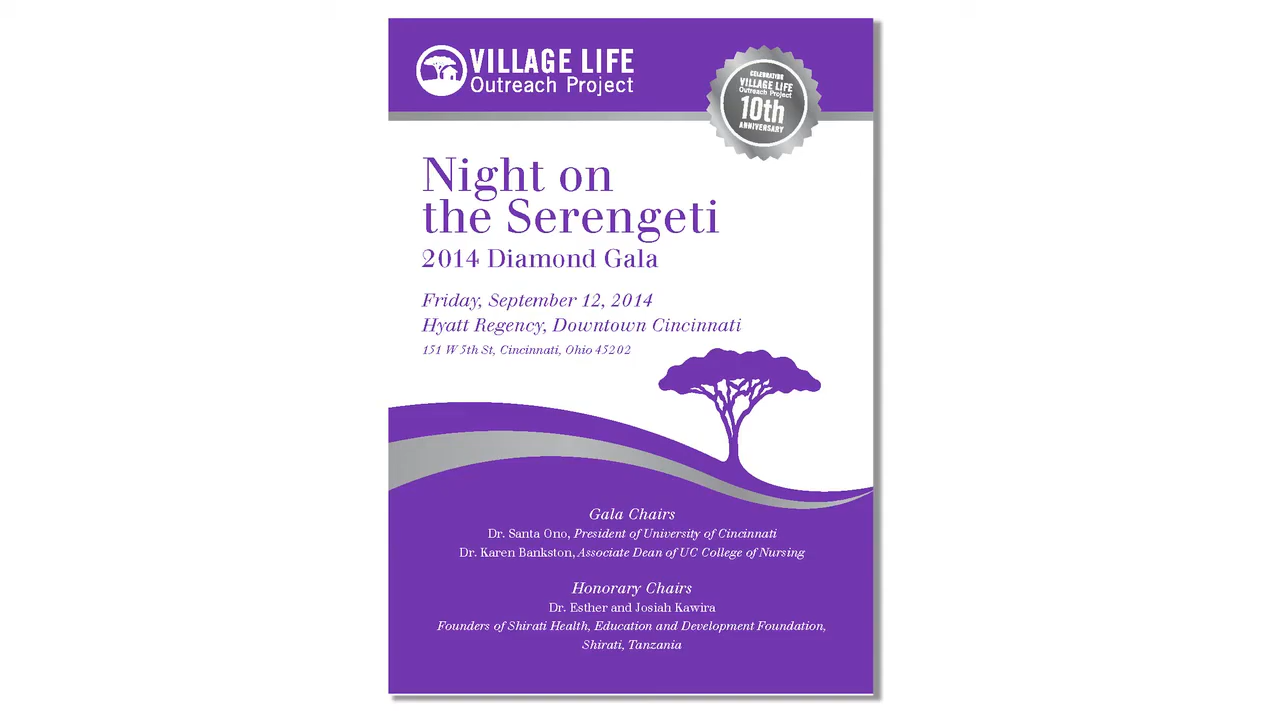 VILLAGE LIFE
Outreach Project
CELEBRATING
VILLAGE LIFE
Outreach Project
10th
ANNIVERSARY
Night on
the Serengeti
2014 Diamond Gala
Friday, September 12, 2014
Hyatt Regency, Downtown Cincinnati
151 W 5th St, Cincinnati, Ohio 45202
Gala Chairs
Dr. Santa Ono, President of University of Cincinnati
Dr. Karen Bankston, Associate Dean of UC College of Nursing
Honorary Chairs
Dr. Esther and Josiah Kawira
Founders of Shirati Health, Education and Development Foundation,
Shirati, Tanzania